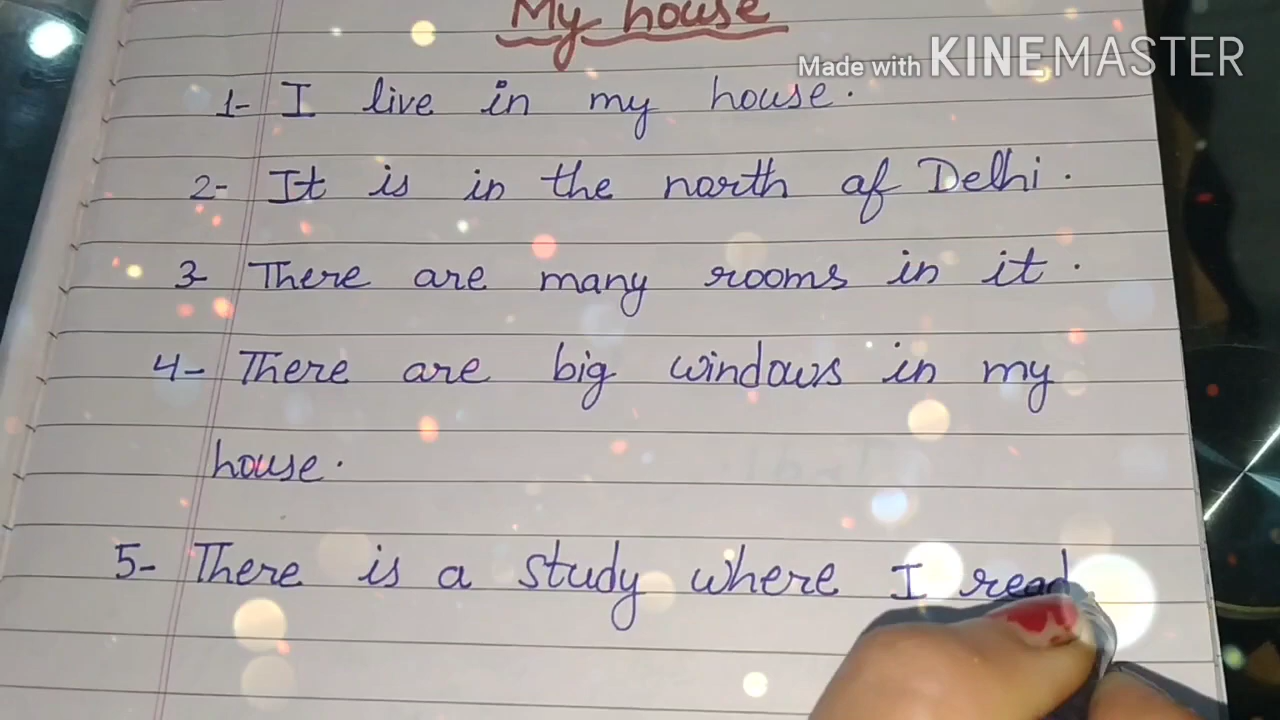 My house
Made with KINEMASTER
1- I live in my house.
2- It is in the north of Delhi.
3- There are many rooms in it.
4- There are big windows in my
house.
5- There is a study where I read